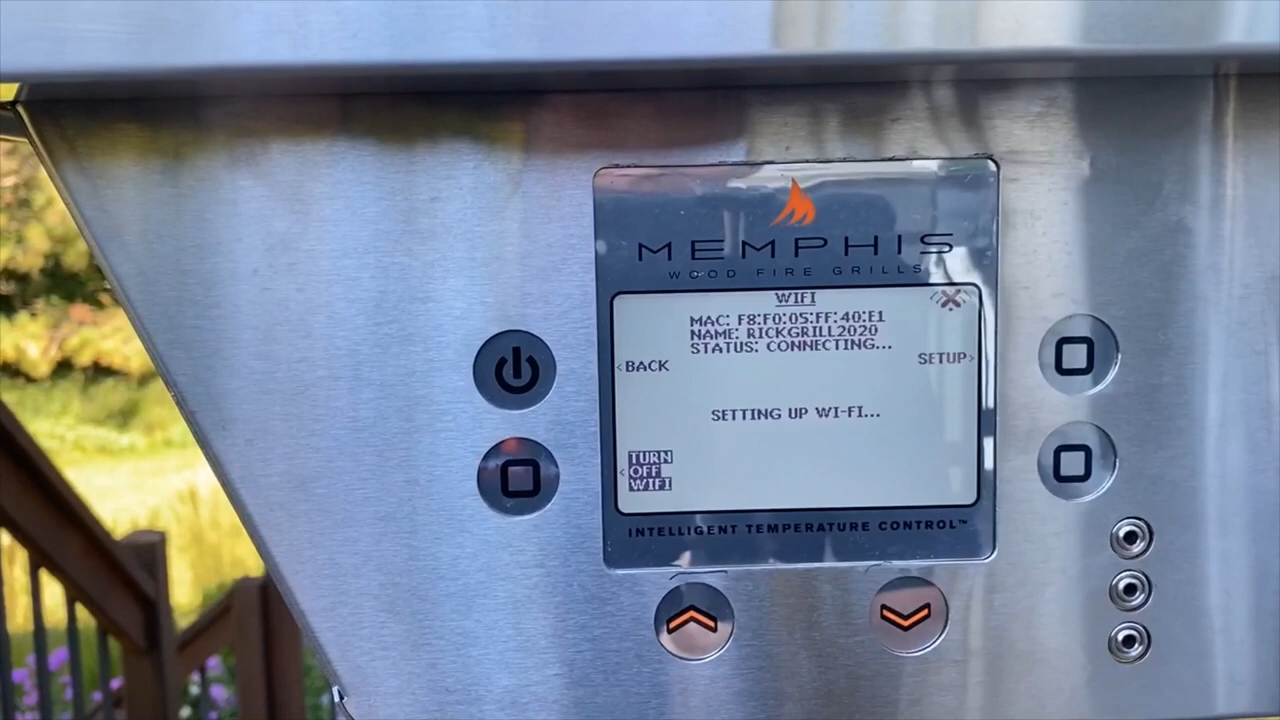 MEMPHIS
WOOD FIRE GRILLS
WIFI
MAC: F8:F0:05:FF:40:E1
NAME: RICKGRILL2020
STATUS: CONNECTING...
‹BACK
SETUP›
SETTING UP WI-FI...
TURN
‹OFF
WIFI
INTELLIGENT TEMPERATURE CONTROL™